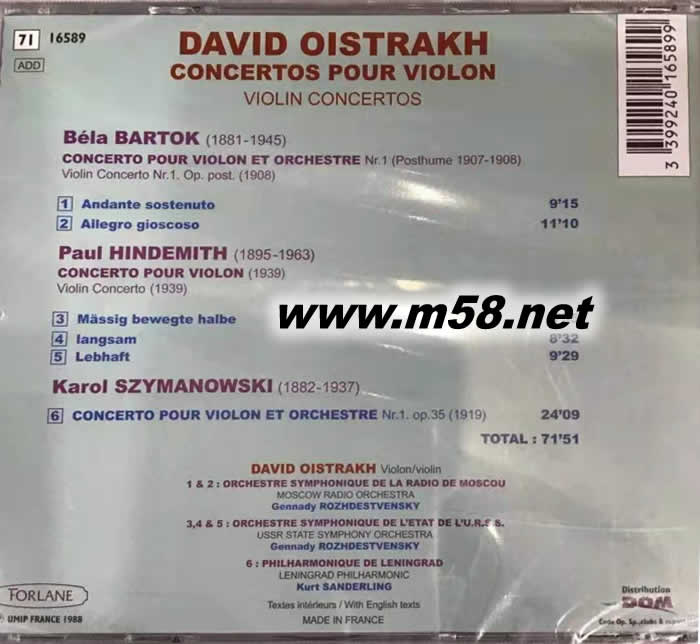 71 16589
ADD
DAVID OISTRAKH
CONCERTOS POUR VIOLON
VIOLIN CONCERTOS
3 399240 165899
Béla BARTOK (1881-1945)
CONCERTO POUR VIOLON ET ORCHESTRE Nr.1 (Posthume 1907-1908)
Violin Concerto Nr.1. Op. post. (1908)
1 Andante sostenuto 9'15
2 Allegro gioscoso 11'10
Paul HINDEMITH (1895-1963)
CONCERTO POUR VIOLON (1939)
Violin Concerto (1939)
www.m58.net
3 Mässig bewegte halbe
4 langsam 8'32
5 Lebhaft 9'29
Karol SZYMANOWSKI (1882-1937)
6 CONCERTO POUR VIOLON ET ORCHESTRE Nr.1. op.35 (1919) 24'09
TOTAL : 71'51
DAVID OISTRAKH Violon/violin
1 & 2 : ORCHESTRE SYMPHONIQUE DE LA RADIO DE MOSCOU
MOSCOW RADIO ORCHESTRA
Gennady ROZHDESTVENSKY
3,4 & 5 : ORCHESTRE SYMPHONIQUE DE L'ETAT DE L'U.R.S.S.
USSR STATE SYMPHONY ORCHESTRA
Gennady ROZHDESTVENSKY
6 : PHILHARMONIQUE DE LENINGRAD
LENINGRAD PHILHARMONIC
Kurt SANDERLING
Textes intérieurs / With English texts
MADE IN FRANCE
FORLANE
UMIP FRANCE 1988
Distribution
DOM